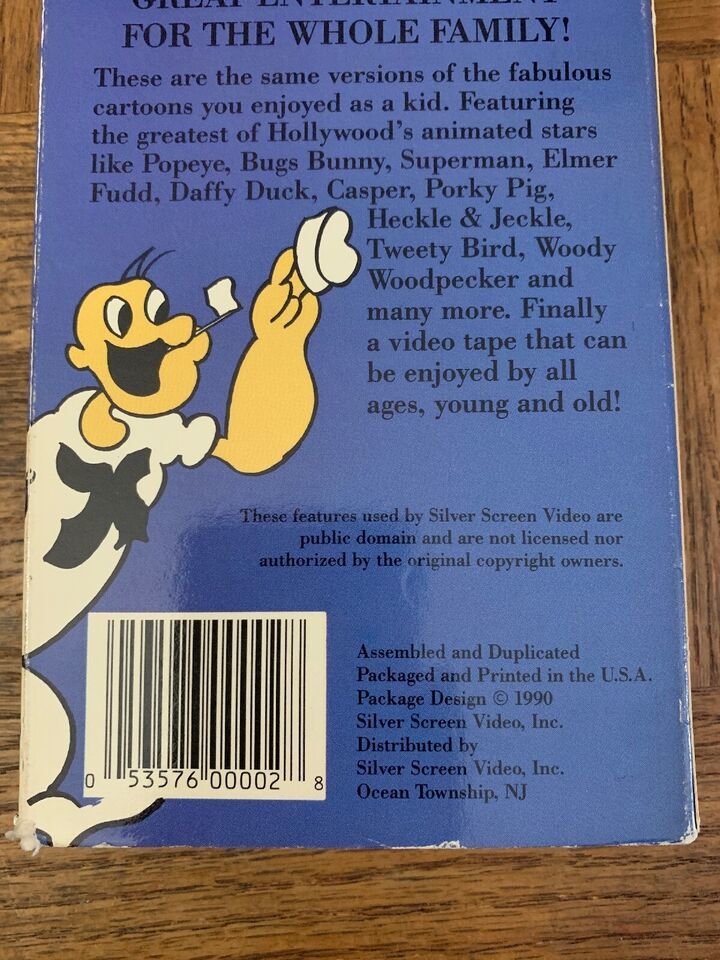 GREAT ENTERTAINMENT
FOR THE WHOLE FAMILY!
These are the same versions of the fabulous
cartoons you enjoyed as a kid. Featuring
the greatest of Hollywood's animated stars
like Popeye, Bugs Bunny, Superman, Elmer
Fudd, Daffy Duck, Casper, Porky Pig,
Heckle & Jeckle,
Tweety Bird, Woody
Woodpecker and
many more. Finally
a video tape that can
be enjoyed by all
ages, young and old!
These features used by Silver Screen Video are
public domain and are not licensed nor
authorized by the original copyright owners.
Assembled and Duplicated
Packaged and Printed in the U.S.A.
Package Design © 1990
Silver Screen Video, Inc.
Distributed by
Silver Screen Video, Inc.
Ocean Township, NJ
0 53576 00002 8